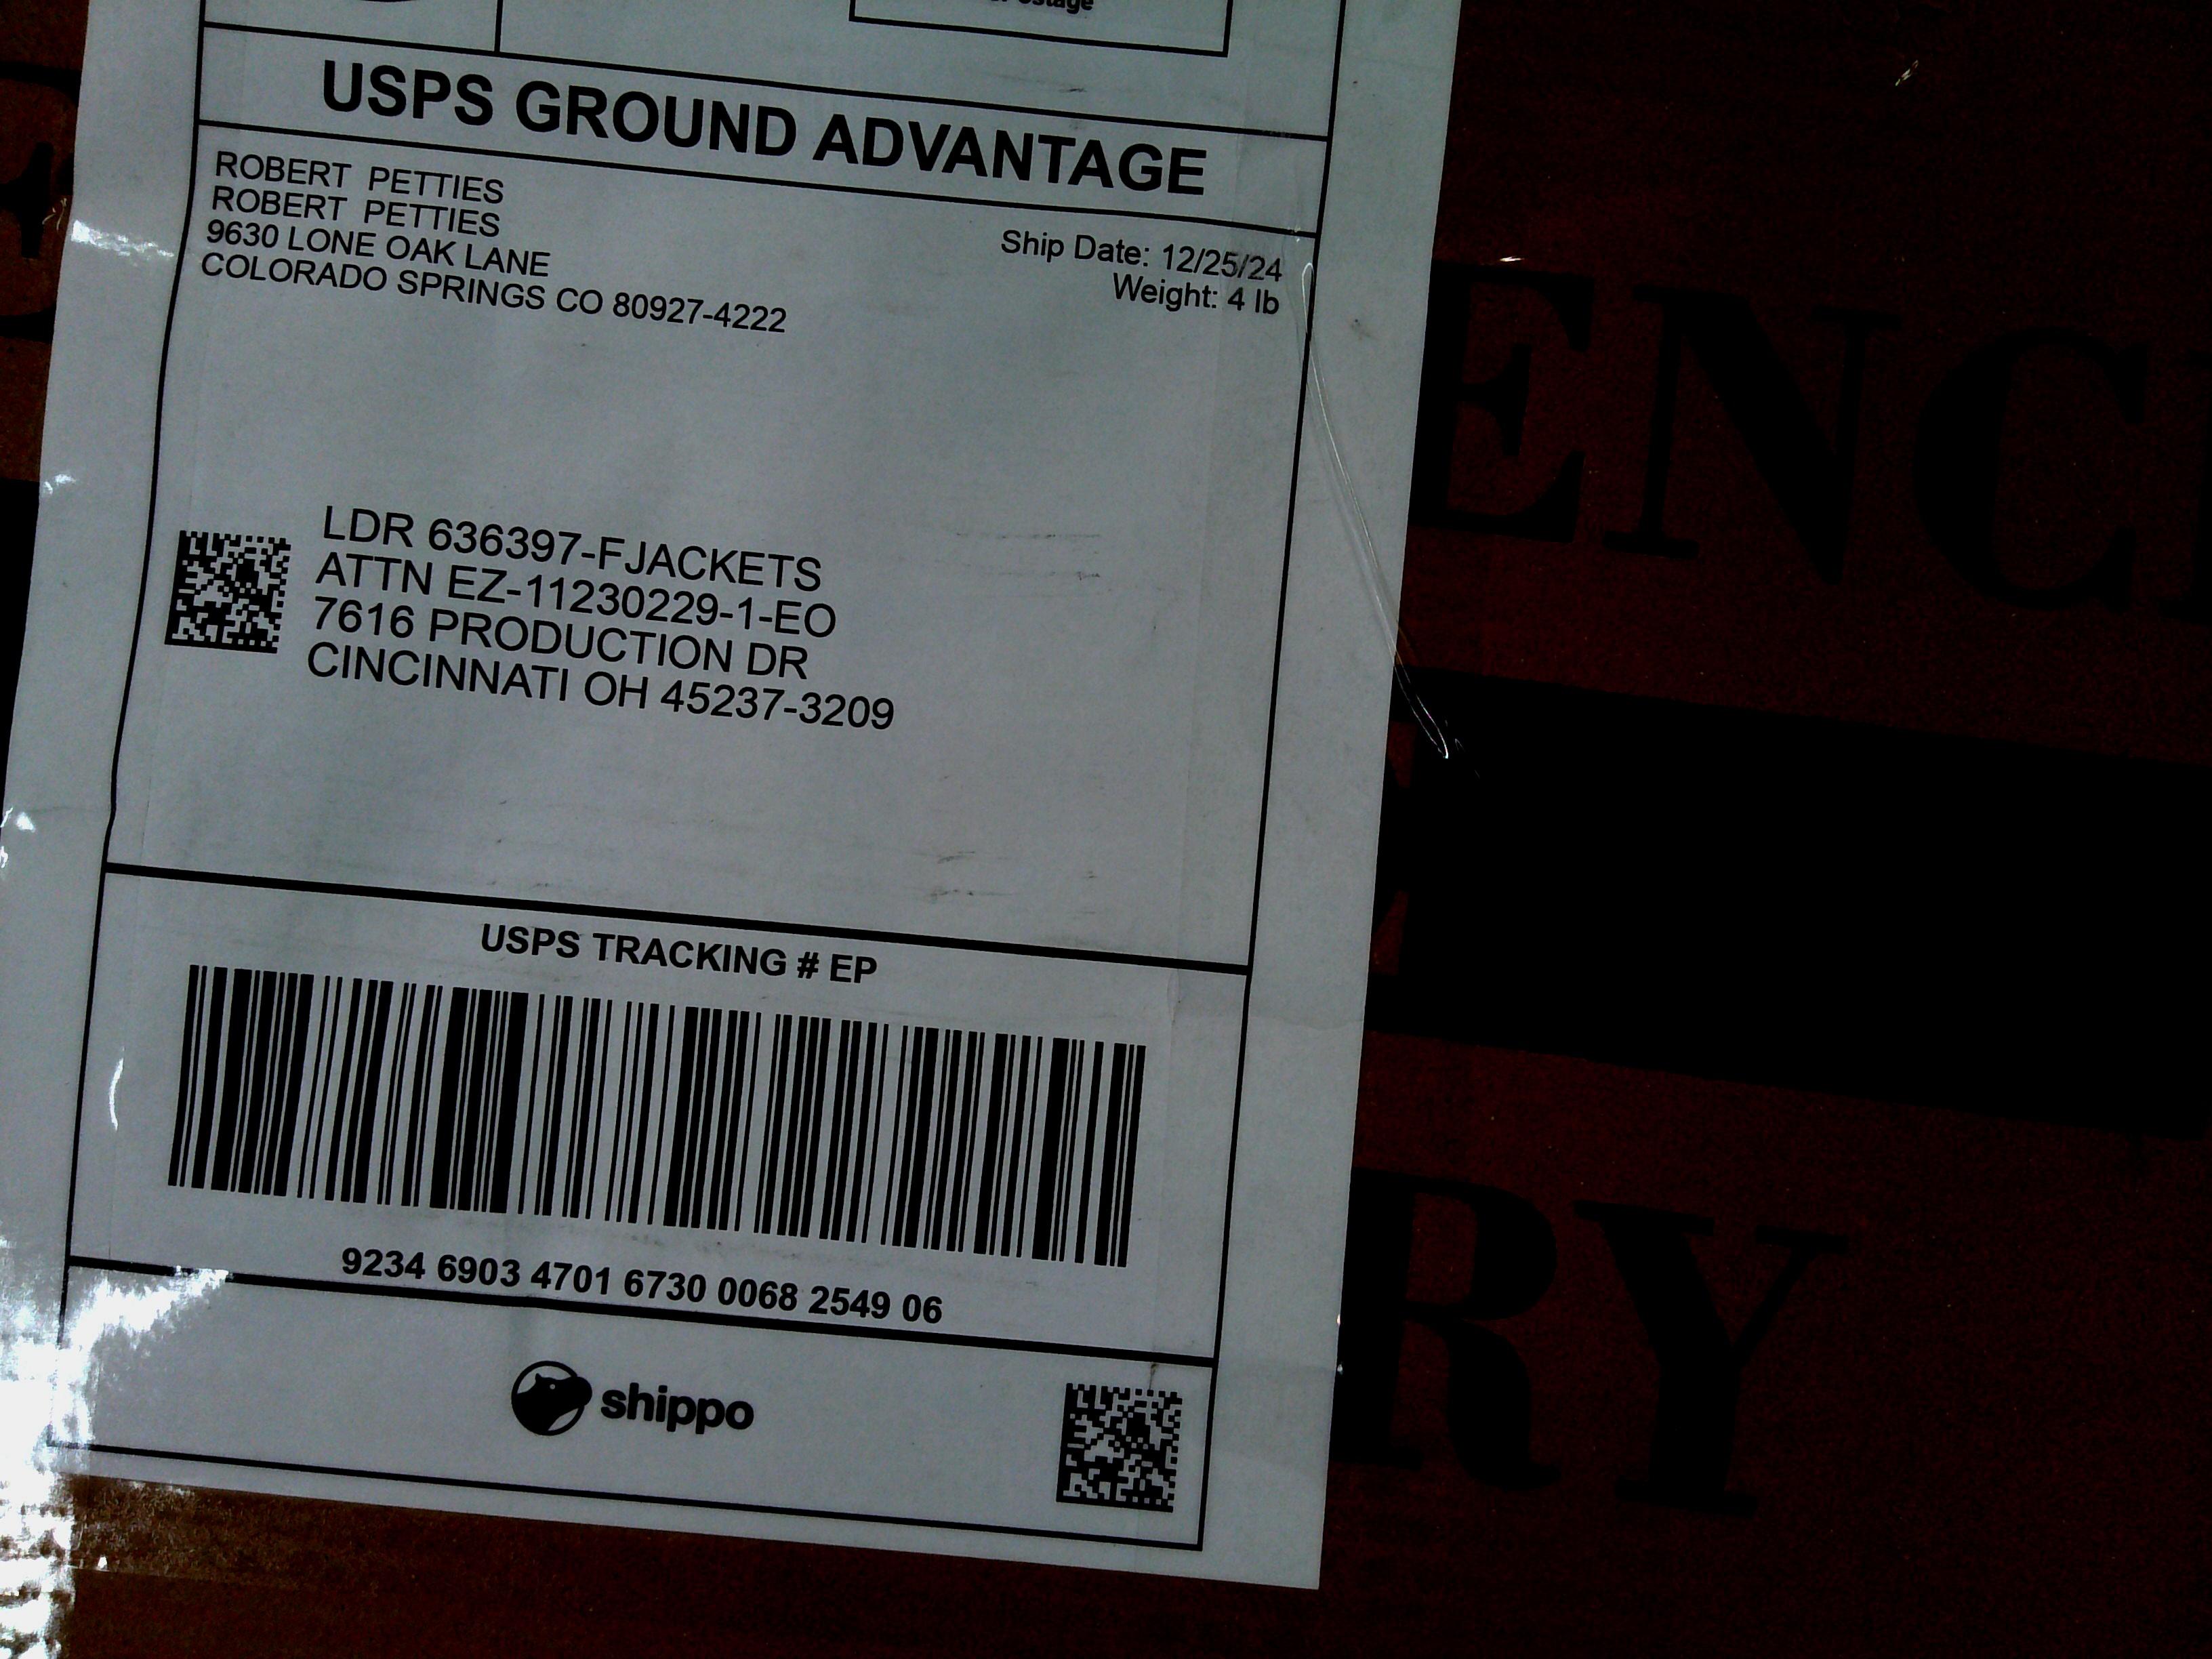 USPS GROUND ADVANTAGE
ROBERT PETTIES
ROBERT PETTIES
9630 LONE OAK LANE
COLORADO SPRINGS CO 80927-4222
Ship Date: 12/25/24
Weight: 4 lb
LDR 636397-FJACKETS
ATTN EZ-11230229-1-EO
7616 PRODUCTION DR
CINCINNATI OH 45237-3209
USPS TRACKING # EP
9234 6903 4701 6730 0068 2549 06
shippo